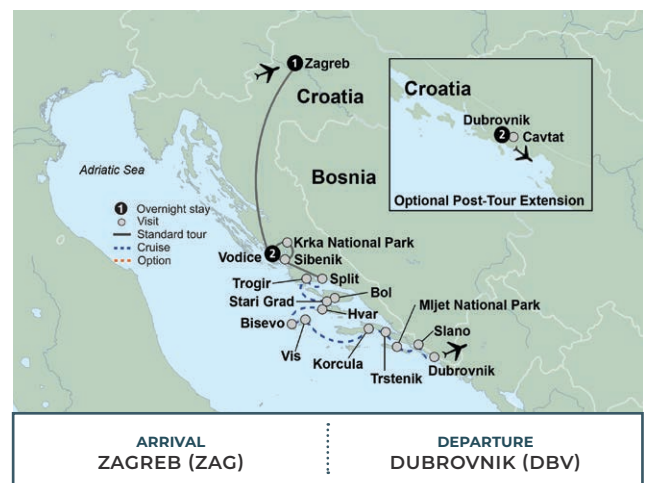 1 Zagreb
Croatia
Bosnia
Adriatic Sea
1 Overnight stay
Visit
Standard tour
Cruise
Option
Krka National Park
Vodice 2
Sibenik
Trogir
Split
Stari Grad
Bol
Hvar
Bisevo
Vis
Korcula
Trstenik
Mljet National Park
Slano
Dubrovnik
Croatia
Dubrovnik
2 Cavtat
Optional Post-Tour Extension
ARRIVAL
ZAGREB (ZAG)
DEPARTURE
DUBROVNIK (DBV)